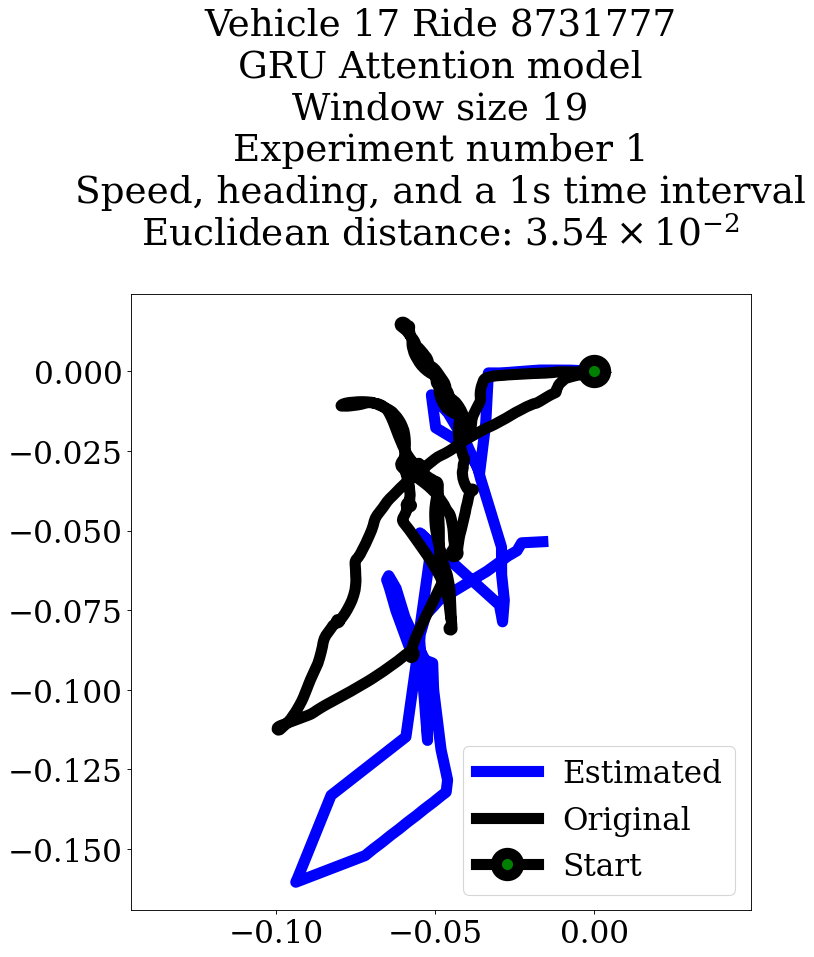 Vehicle 17 Ride 8731777
GRU Attention model
Window size 19
Experiment number 1
Speed, heading, and a 1s time interval
Euclidean distance: 3.54 × 10⁻²
0.000
−0.025
−0.050
−0.075
−0.100
−0.125
−0.150
Estimated
Original
Start
−0.10
−0.05
0.00